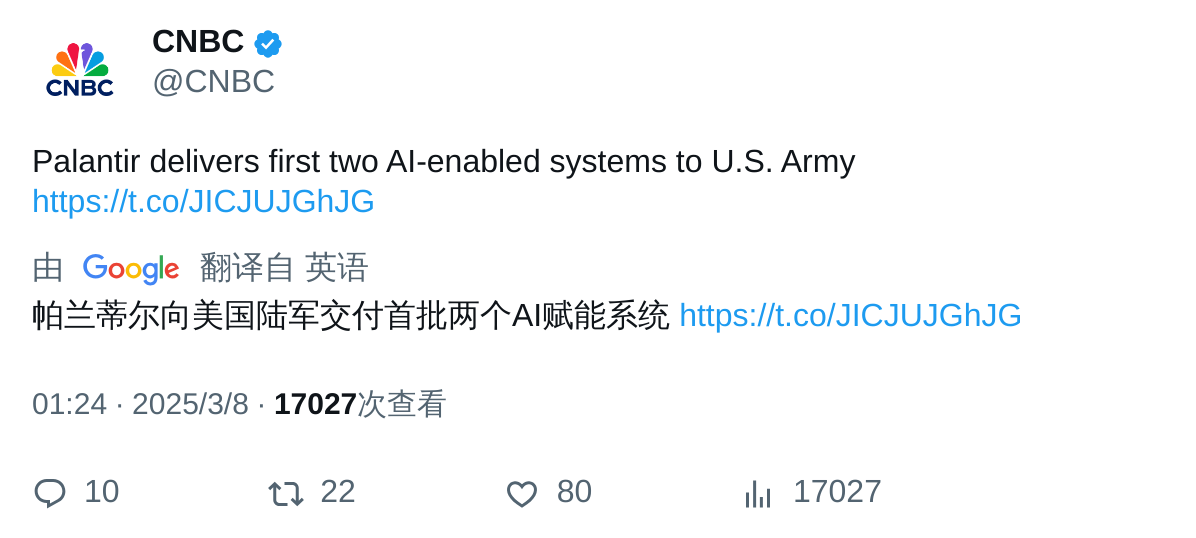 CNBC
CNBC
@CNBC
Palantir delivers first two AI-enabled systems to U.S. Army
https://t.co/JICJUJGhJG
由 Google 翻译自 英语
帕兰蒂尔向美国陆军交付首批两个AI赋能系统 https://t.co/JICJUJGhJG
01:24 · 2025/3/8 · 17027次查看
10 22 80 17027